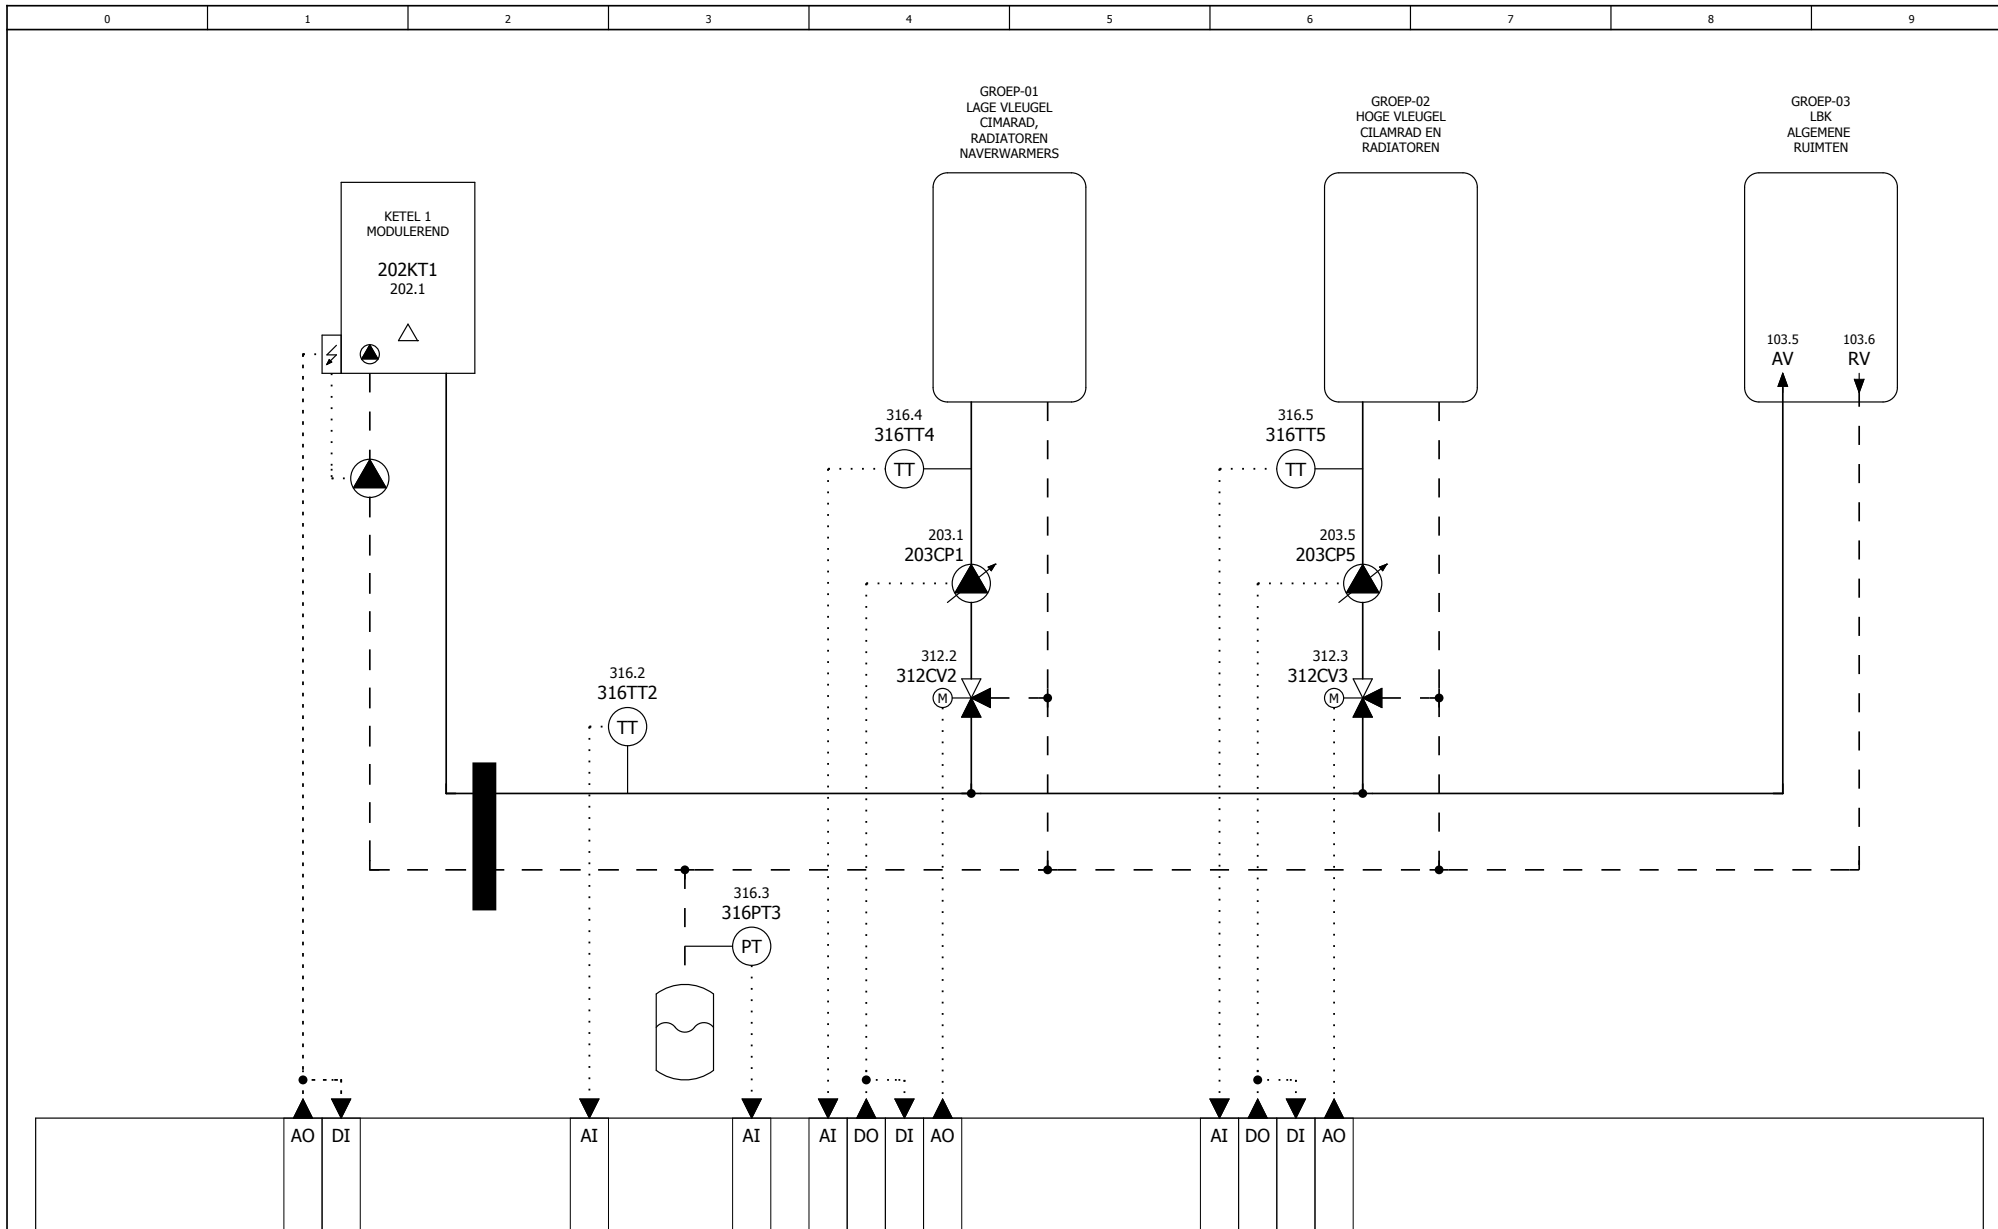 0 1 2 3 4 5 6 7 8 9
GROEP-01
LAGE VLEUGEL
CIMARAD,
RADIATOREN
NAVERWARMERS
GROEP-02
HOGE VLEUGEL
CILAMRAD EN
RADIATOREN
GROEP-03
LBK
ALGEMENE
RUIMTEN
KETEL 1
MODULEREND
202KT1
202.1
103.5
AV
103.6
RV
316.4
316TT4
TT
316.5
316TT5
TT
203.1
203CP1
203.5
203CP5
312.2
312CV2
M
312.3
312CV3
M
316.2
316TT2
TT
316.3
316PT3
PT
AO DI AI AI AI DO DI AO AI DO DI AO